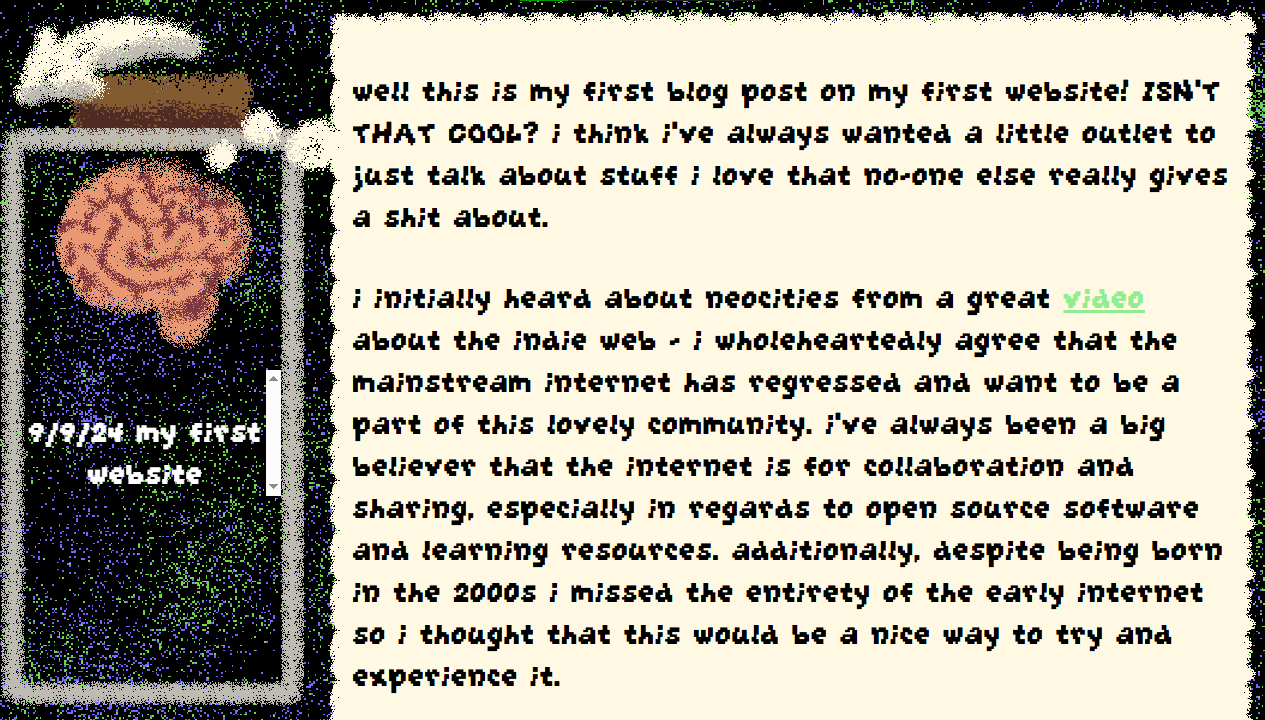 9/9/24 my first
website
well this is my first blog post on my first website! ISN'T
THAT COOL? i think i've always wanted a little outlet to
just talk about stuff i love that no-one else really gives
a shit about.
i initially heard about neocities from a great video
about the indie web - i wholeheartedly agree that the
mainstream internet has regressed and want to be a
part of this lovely community. i've always been a big
believer that the internet is for collaboration and
sharing, especially in regards to open source software
and learning resources. additionally, despite being born
in the 2000s i missed the entirety of the early internet
so i thought that this would be a nice way to try and
experience it.